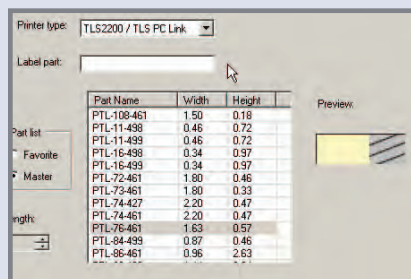 Printer type: TLS2200 / TLS PC Link
Label part:
Part Name Width Height
PTL-108-461 1.50 0.18
PTL-11-498 0.46 0.72
PTL-11-499 0.46 0.72
PTL-16-498 0.34 0.97
PTL-16-499 0.34 0.97
PTL-72-461 1.80 0.46
PTL-73-461 1.80 0.33
PTL-74-427 2.20 0.47
PTL-74-461 2.20 0.47
PTL-76-461 1.63 0.57
PTL-84-499 0.87 0.46
PTL-86-461 0.96 2.63
Preview:
Part list
Favorite
Master
ngth: